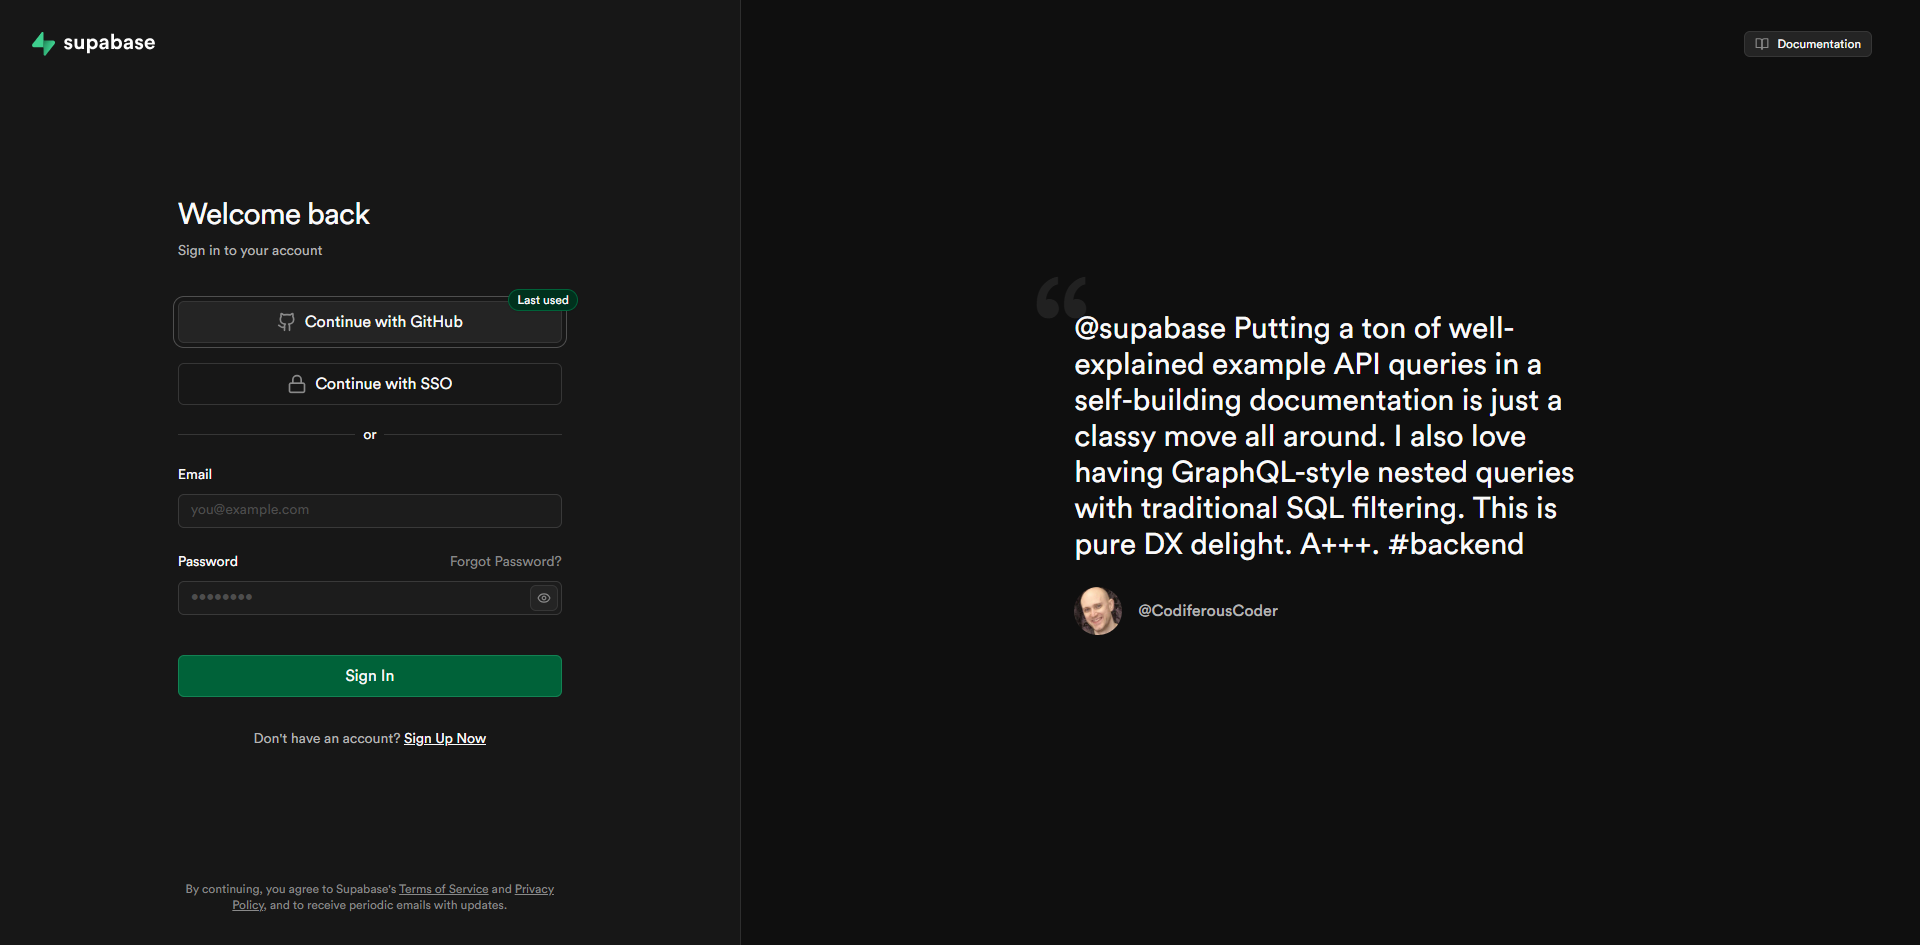 supabase
Documentation
Welcome back
Sign in to your account
Last used
Continue with GitHub
Continue with SSO
or
Email
you@example.com
Password
Forgot Password?
••••••••
Sign In
Don't have an account? Sign Up Now
By continuing, you agree to Supabase's Terms of Service and Privacy
Policy, and to receive periodic emails with updates.
“
@supabase Putting a ton of well-
explained example API queries in a
self-building documentation is just a
classy move all around. I also love
having GraphQL-style nested queries
with traditional SQL filtering. This is
pure DX delight. A+++. #backend
@CodiferousCoder